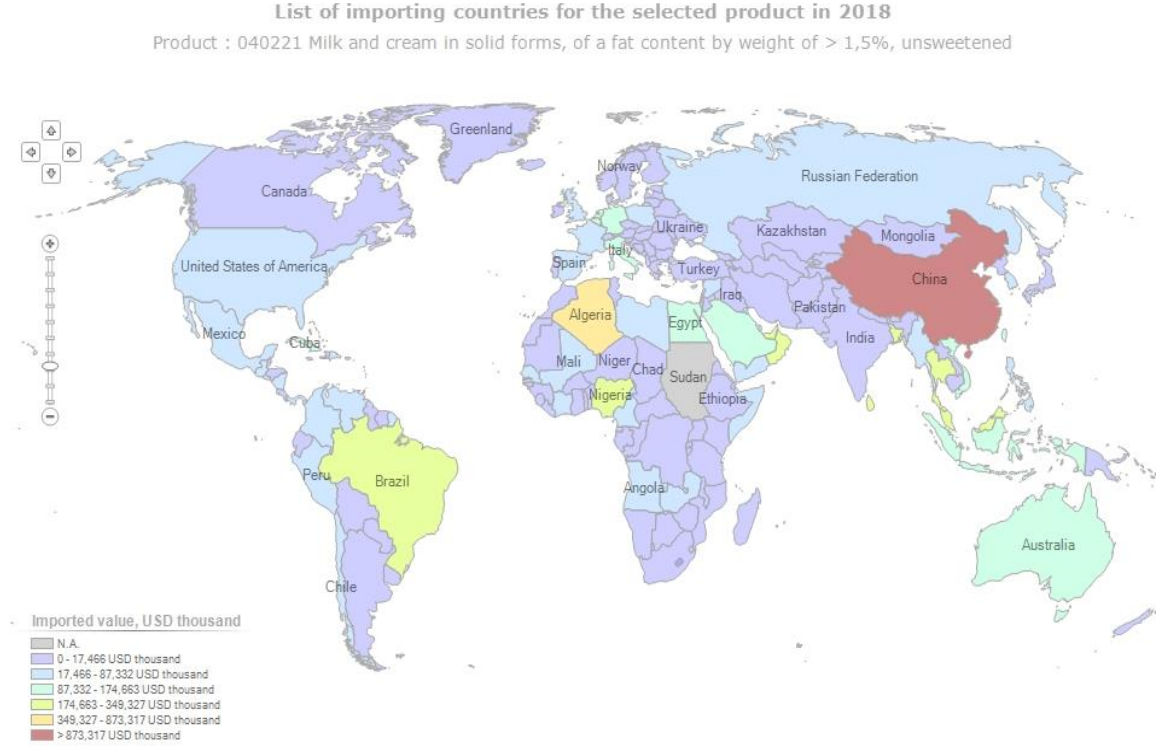 List of importing countries for the selected product in 2018
Product : 040221 Milk and cream in solid forms, of a fat content by weight of > 1,5%, unsweetened
Greenland
Norway
Russian Federation
Canada
Ukraine
Kazakhstan
Mongolia
Italy
Spain
United States of America
Turkey
China
Iraq
Pakistan
Algeria
Egypt
Mexico
Cuba
India
Mali
Niger
Chad
Sudan
Nigeria
Ethiopia
Peru
Brazil
Angola
Australia
Chile
Imported value, USD thousand
N.A.
0 - 17,466 USD thousand
17,466 - 87,332 USD thousand
87,332 - 174,663 USD thousand
174,663 - 349,327 USD thousand
349,327 - 873,317 USD thousand
> 873,317 USD thousand